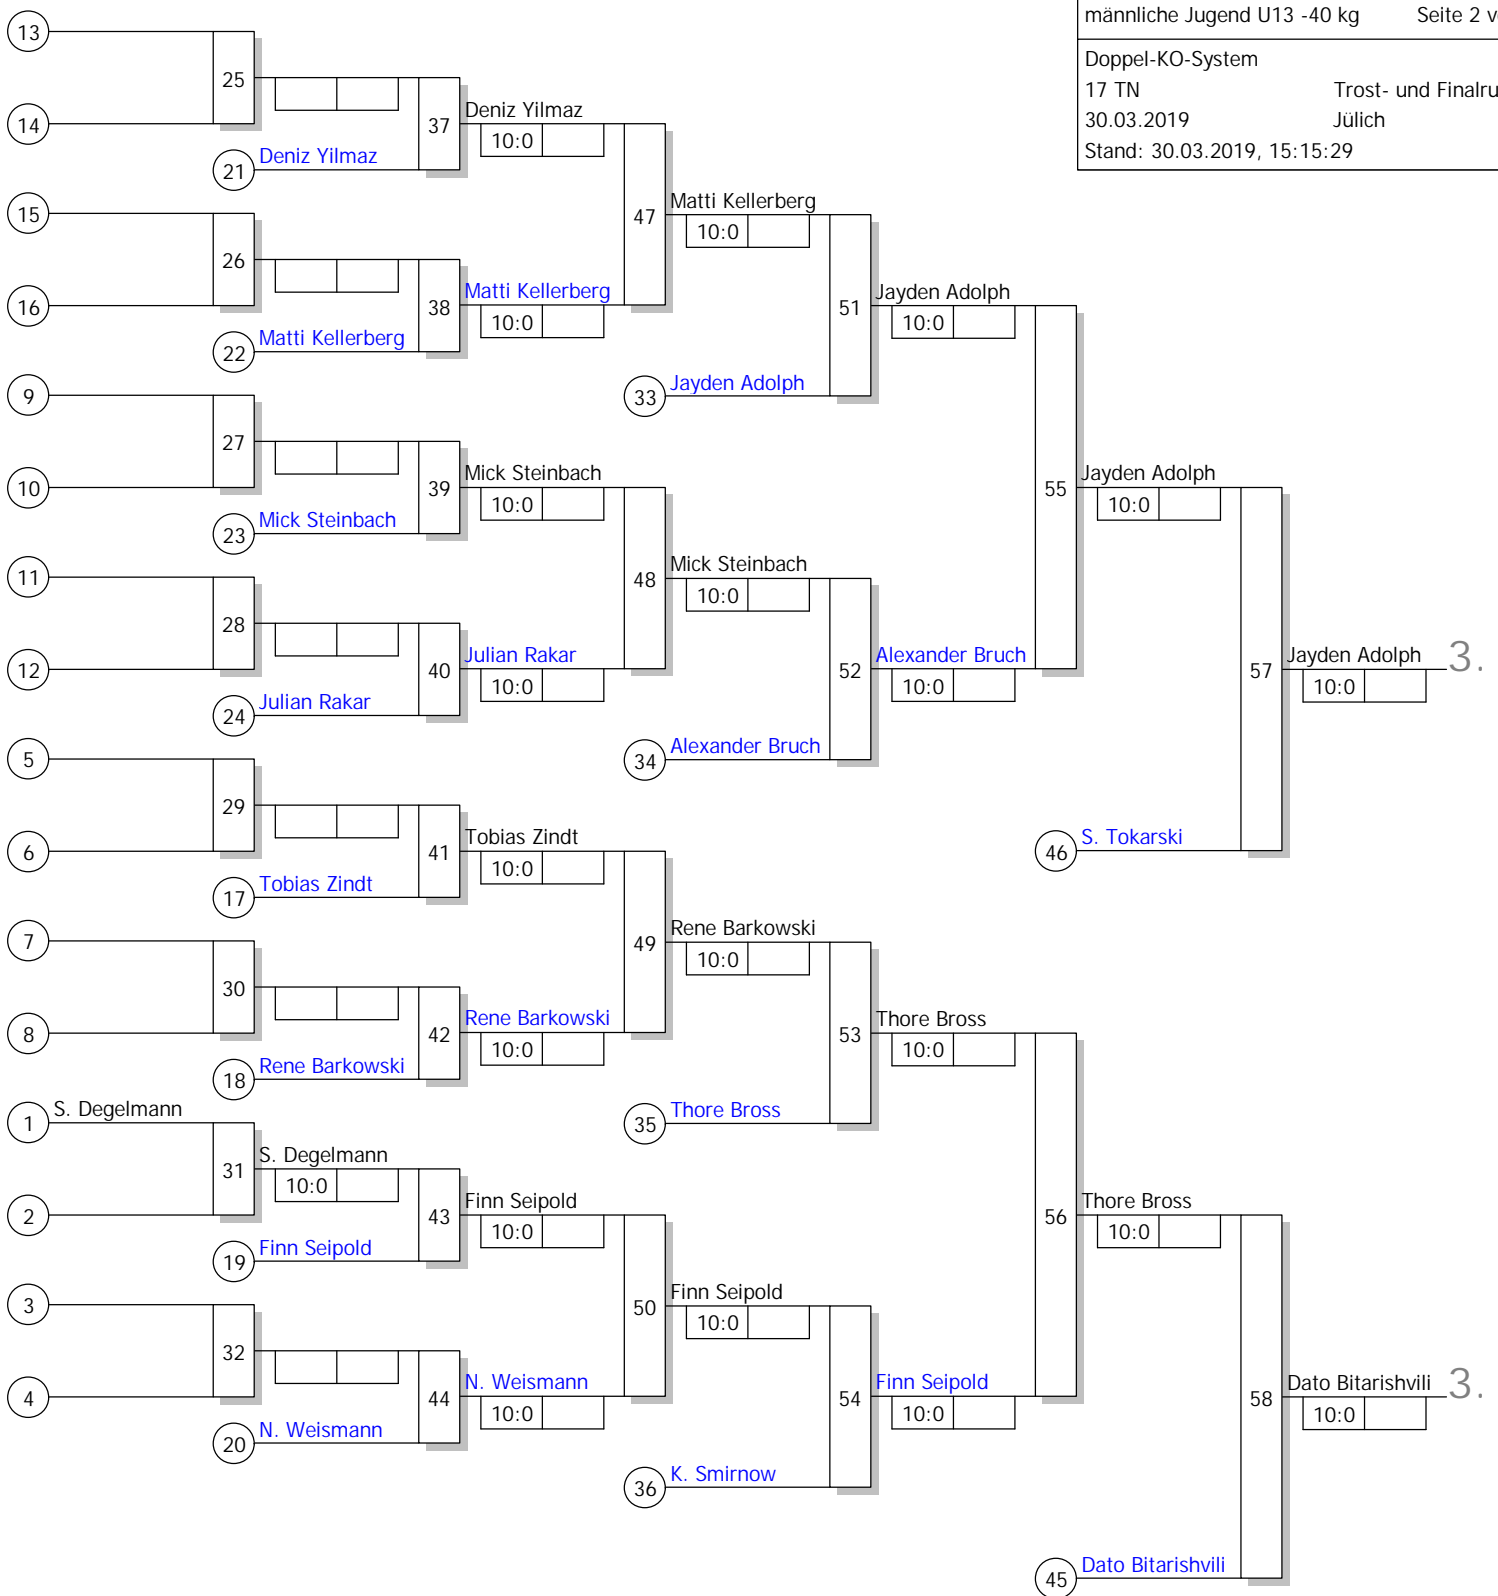 männliche Jugend U13 -40 kg Seite 2 v
Doppel-KO-System
17 TN Trost- und Finalru
30.03.2019 Jülich
Stand: 30.03.2019, 15:15:29
13
25
14
37
Deniz Yilmaz
10:0
21
Deniz Yilmaz
15
47
Matti Kellerberg
10:0
26
16
38
Matti Kellerberg
10:0
22
Matti Kellerberg
51
Jayden Adolph
10:0
33
Jayden Adolph
9
27
10
39
Mick Steinbach
10:0
23
Mick Steinbach
55
Jayden Adolph
10:0
11
48
Mick Steinbach
10:0
28
12
40
Julian Rakar
10:0
24
Julian Rakar
52
Alexander Bruch
10:0
34
Alexander Bruch
57
Jayden Adolph
3.
10:0
5
29
6
41
Tobias Zindt
10:0
17
Tobias Zindt
46
S. Tokarski
7
49
Rene Barkowski
10:0
30
8
42
Rene Barkowski
10:0
18
Rene Barkowski
53
Thore Bross
10:0
35
Thore Bross
1
S. Degelmann
31
S. Degelmann
10:0
2
43
Finn Seipold
10:0
19
Finn Seipold
56
Thore Bross
10:0
3
50
Finn Seipold
10:0
32
4
44
N. Weismann
10:0
20
N. Weismann
54
Finn Seipold
10:0
36
K. Smirnow
58
Dato Bitarishvili
3.
10:0
45
Dato Bitarishvili